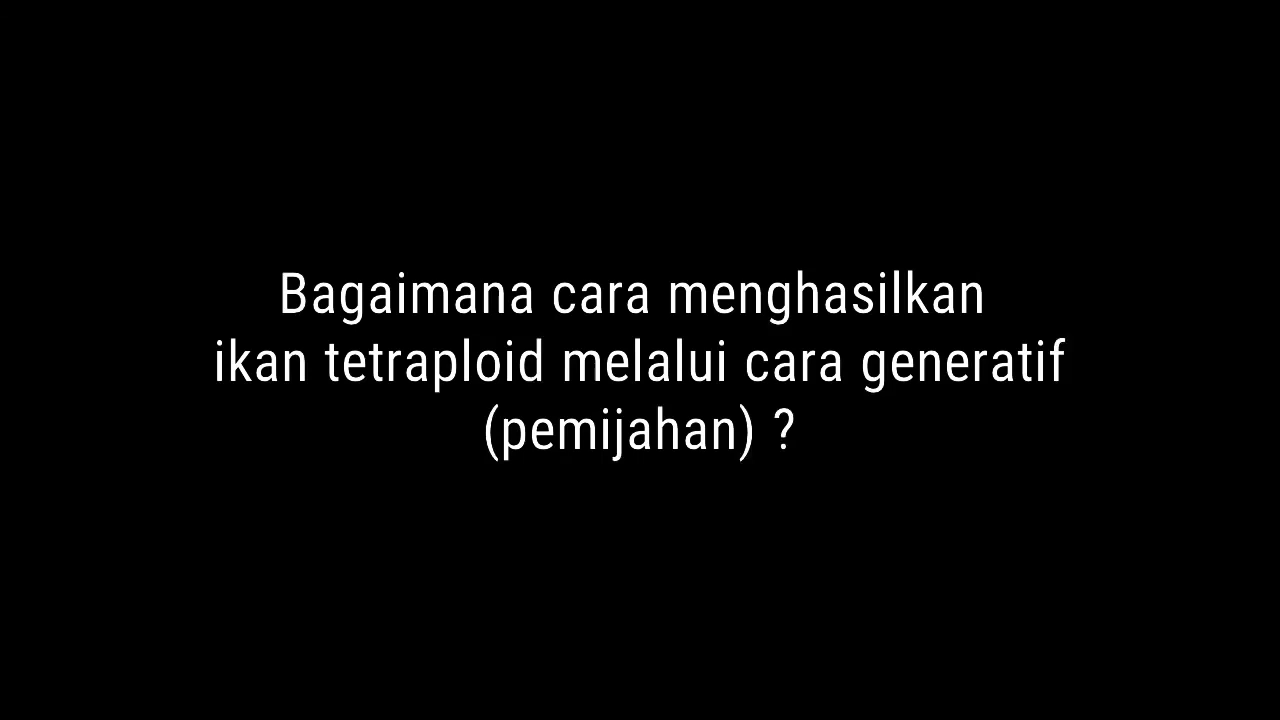 Bagaimana cara menghasilkan
ikan tetraploid melalui cara generatif
(pemijahan) ?